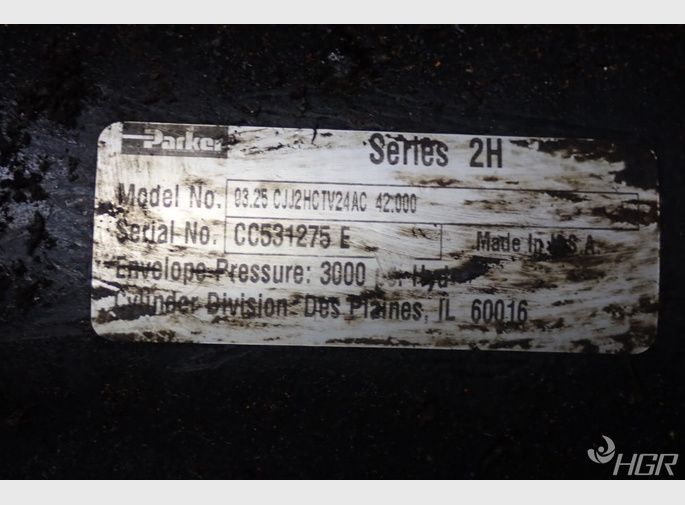 Parker
Series 2H
Model No. 03.25 CJJ2HCTV24AC 42.000
Serial No. CC531275 E Made In U.S.A.
Envelope Pressure: 3000
Cylinder Division Des Plaines, IL 60016
HGR